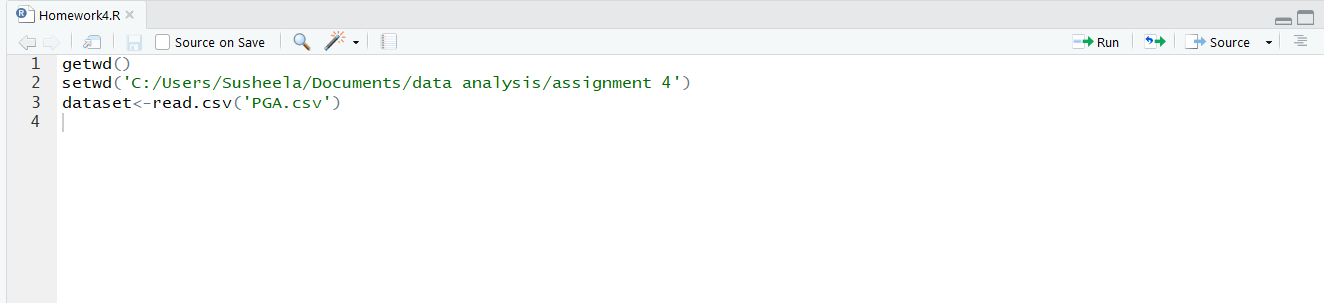 Homework4.R
Source on Save
Run
Source
1 getwd()
2 setwd('C:/Users/Susheela/Documents/data analysis/assignment 4')
3 dataset<-read.csv('PGA.csv')
4